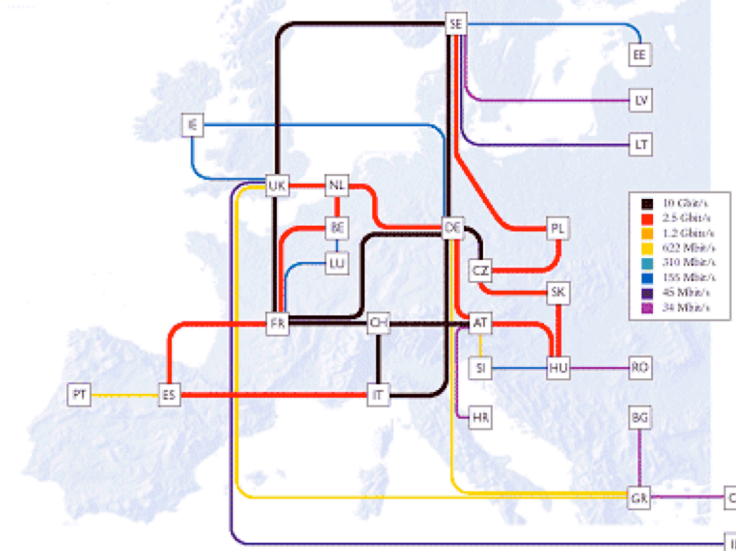 SE
EE
LV
IE
LT
UK
NL
10 Gbit/s
2.5 Gbit/s
1.2 Gbit/s
622 Mbit/s
310 Mbit/s
155 Mbit/s
45 Mbit/s
34 Mbit/s
BE
DE
PL
LU
CZ
SK
FR
CH
AT
SI
HU
RO
PT
ES
IT
HR
BG
GR